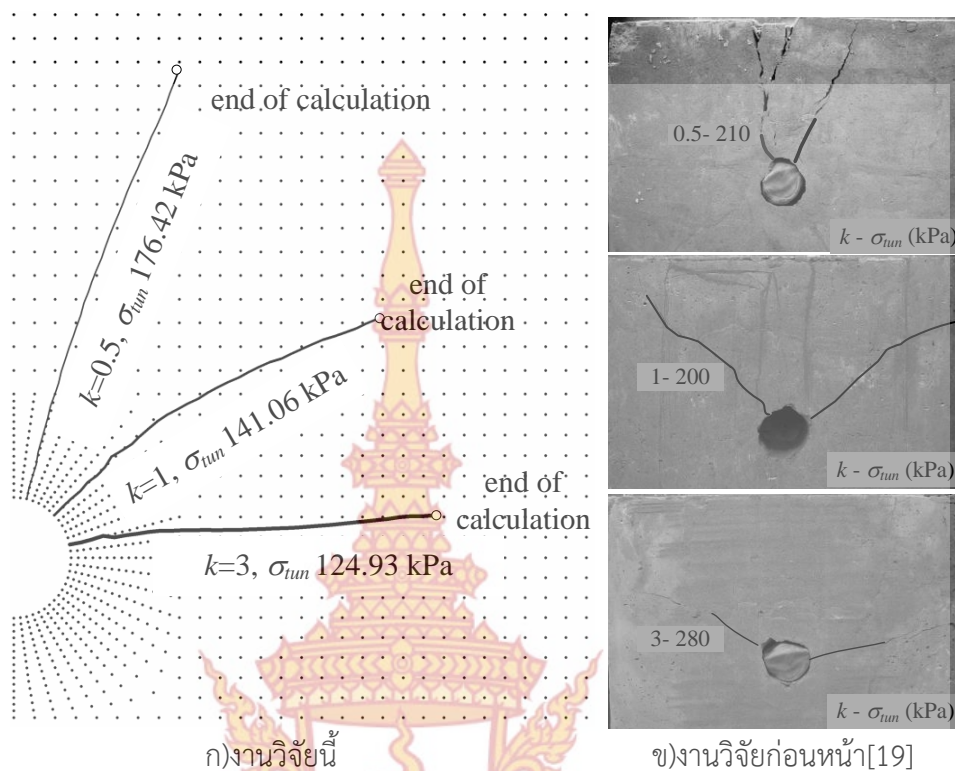 end of calculation
k=0.5, σtun 176.42 kPa
end of
calculation
k=1, σtun 141.06 kPa
end of
calculation
k=3, σtun 124.93 kPa
ก)งานวิจัยนี้
0.5- 210
k - σtun (kPa)
1- 200
k - σtun (kPa)
3- 280
k - σtun (kPa)
ข)งานวิจัยก่อนหน้า[19]